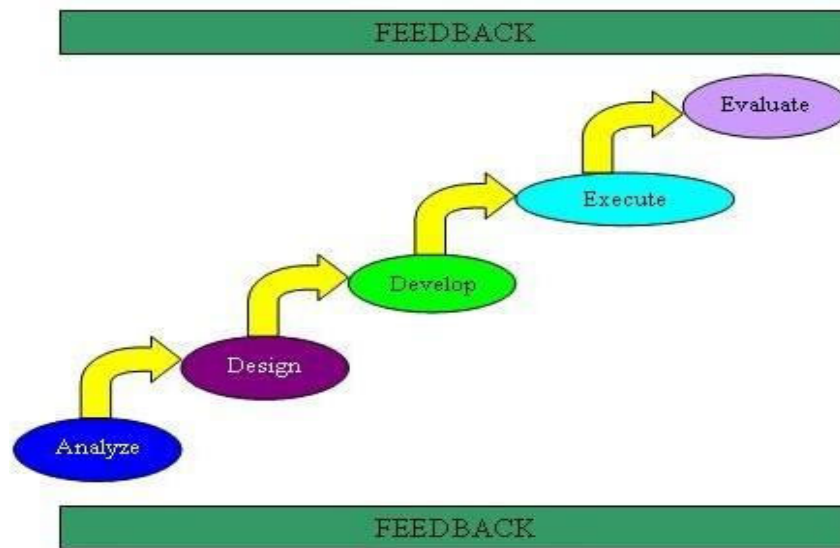 FEEDBACK
Evaluate
Execute
Develop
Design
Analyze
FEEDBACK